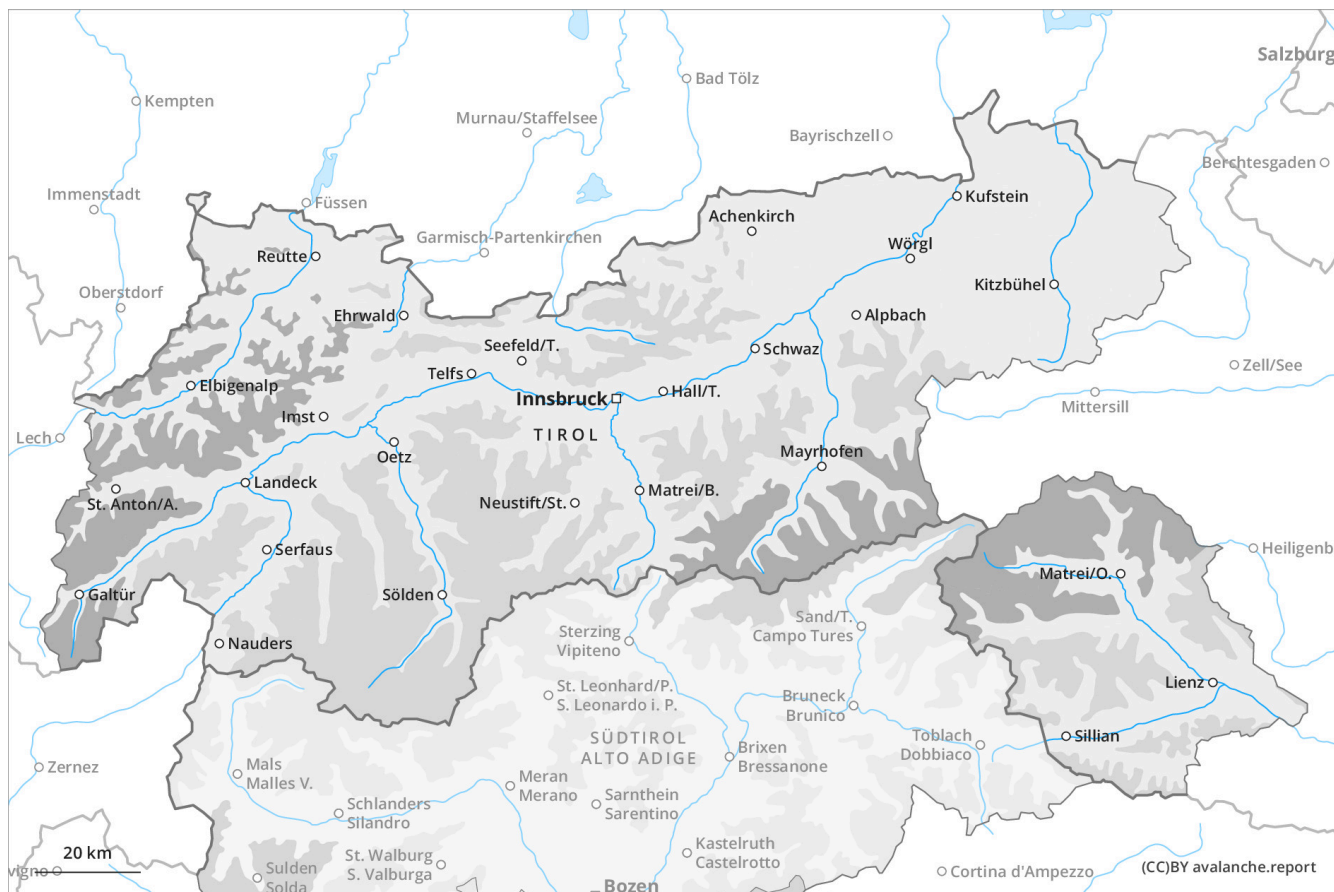 Salzburg
Bad Tölz
Kempten
Murnau/Staffelsee
Bayrischzell
Berchtesgaden
Immenstadt
Füssen
Kufstein
Achenkirch
Garmisch-Partenkirchen
Wörgl
Reutte
Kitzbühel
Oberstdorf
Ehrwald
Alpbach
Seefeld/T.
Schwaz
Zell/See
Telfs
Elbigenalp
Innsbruck
Hall/T.
Mittersill
Imst
TIROL
Lech
Oetz
Mayrhofen
Landeck
Matrei/B.
St. Anton/A.
Neustift/St.
Serfaus
Heiligenb
Matrei/O.
Galtür
Sölden
Sand/T.
Campo Tures
Sterzing
Vipiteno
Nauders
Lienz
St. Leonhard/P.
S. Leonardo i. P.
Bruneck
Brunico
SÜDTIROL
ALTO ADIGE
Toblach
Dobbiaco
Sillian
Brixen
Bressanone
Zernez
Mals
Malles V.
Meran
Merano
Schlanders
Silandro
Sarnthein
Sarentino
Kastelruth
Castelrotto
20 km
St. Walburg
S. Valburga
vigno
Sulden
Solda
Cortina d'Ampezzo
(CC)BY avalanche.report
Bozen